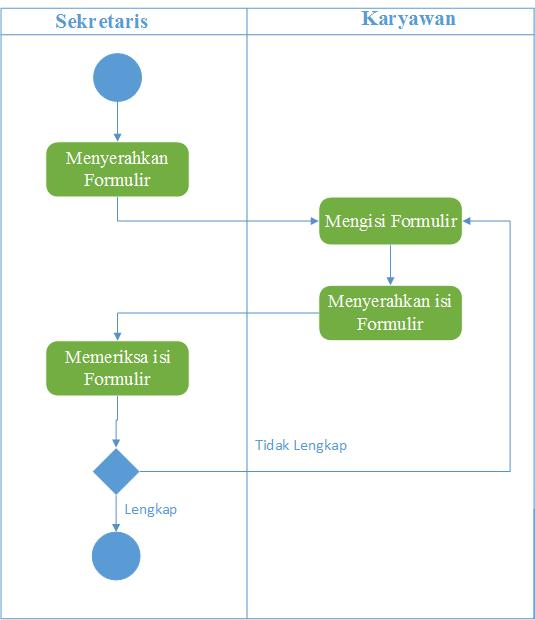 Sekretaris
Karyawan
Menyerahkan
Formulir
Mengisi Formulir
Menyerahkan isi
Formulir
Memeriksa isi
Formulir
Tidak Lengkap
Lengkap